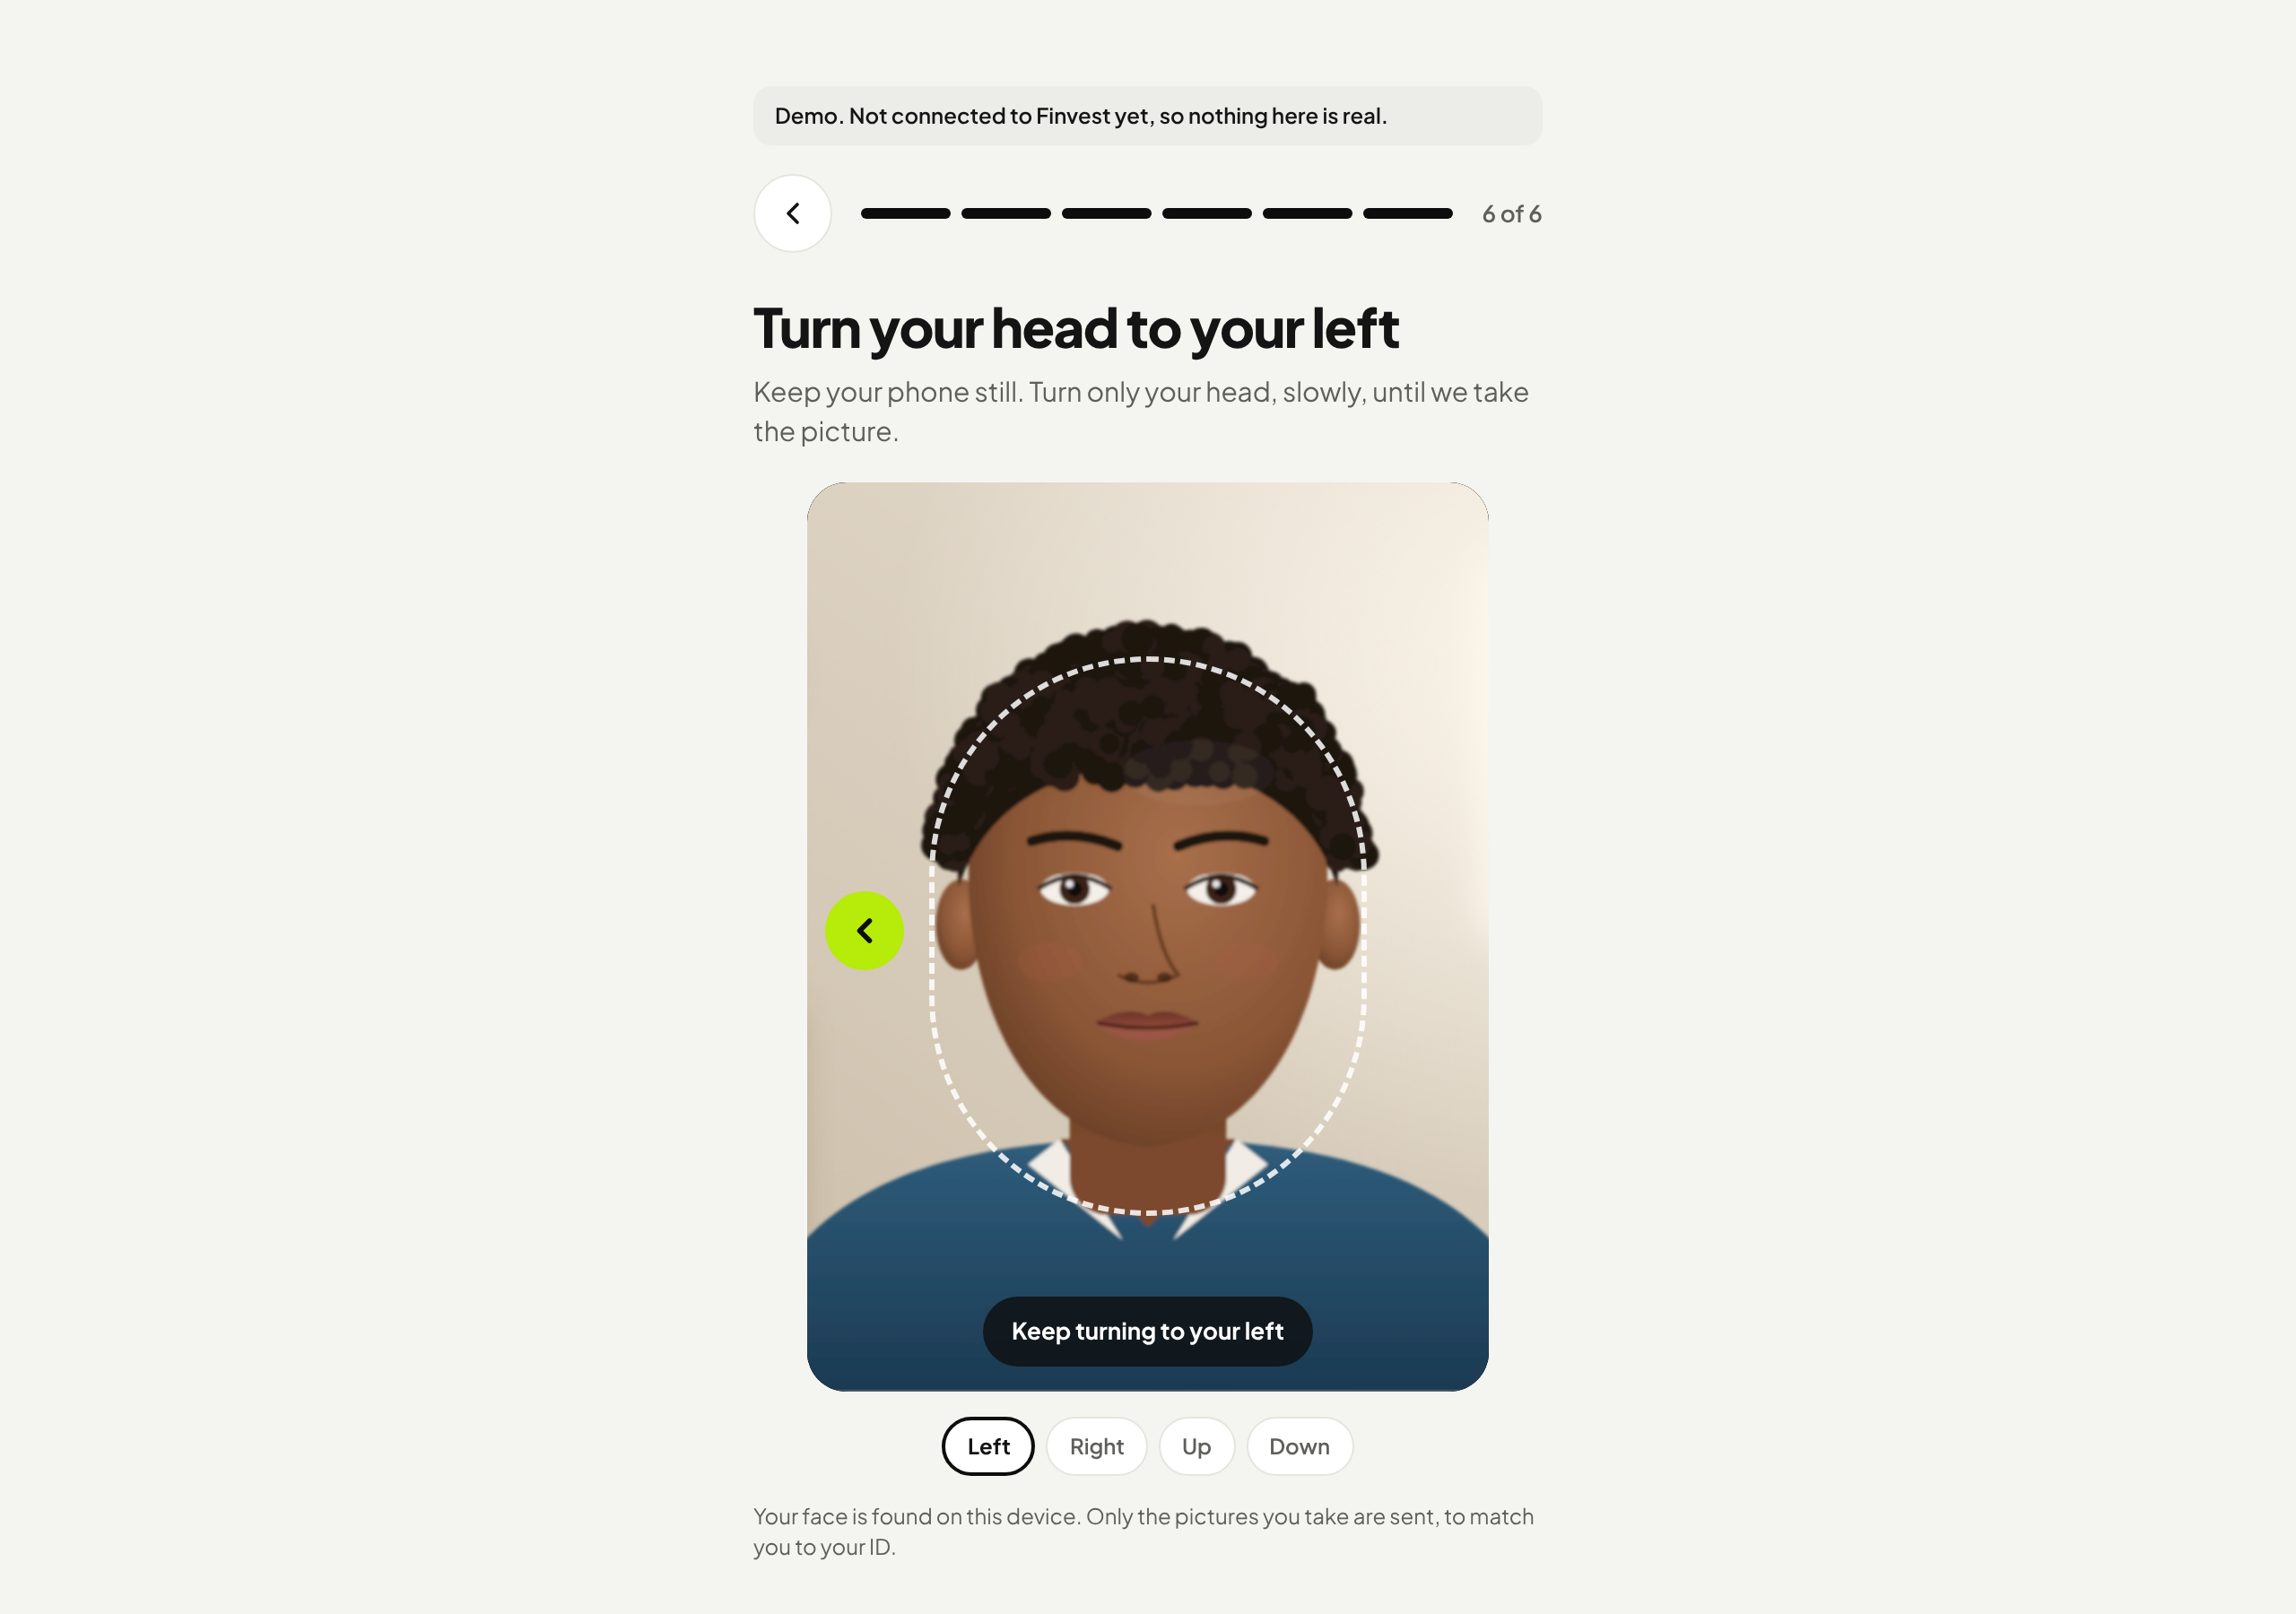 Demo. Not connected to Finvest yet, so nothing here is real.
6 of 6
Turn your head to your left
Keep your phone still. Turn only your head, slowly, until we take
the picture.
Keep turning to your left
Left Right Up Down
Your face is found on this device. Only the pictures you take are sent, to match
you to your ID.